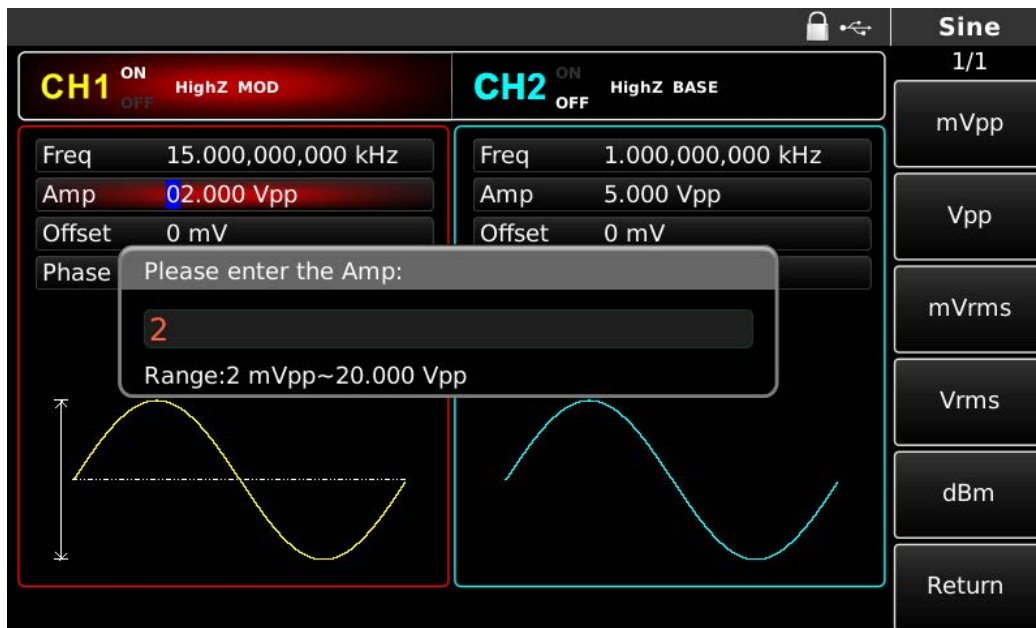 Sine
1/1
CH1 ON OFF HighZ MOD
CH2 ON OFF HighZ BASE
Freq 15.000,000,000 kHz
Amp 02.000 Vpp
Offset 0 mV
Phase
Freq 1.000,000,000 kHz
Amp 5.000 Vpp
Offset 0 mV
Please enter the Amp:
2
Range:2 mVpp~20.000 Vpp
mVpp
Vpp
mVrms
Vrms
dBm
Return